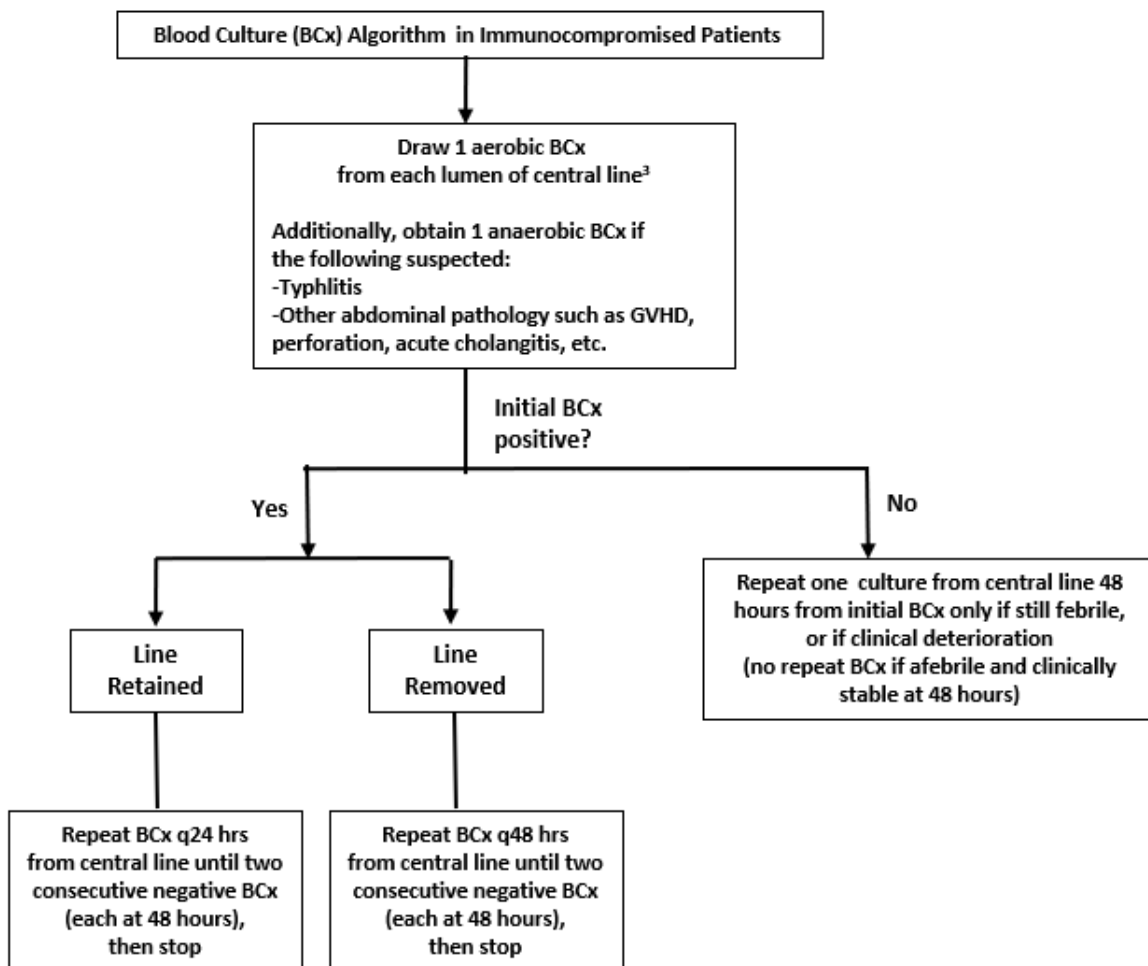 Blood Culture (BCx) Algorithm in Immunocompromised Patients
Draw 1 aerobic BCx
from each lumen of central line³
Additionally, obtain 1 anaerobic BCx if
the following suspected:
-Typhlitis
-Other abdominal pathology such as GVHD,
perforation, acute cholangitis, etc.
Initial BCx
positive?
Yes
No
Line
Retained
Line
Removed
Repeat one culture from central line 48
hours from initial BCx only if still febrile,
or if clinical deterioration
(no repeat BCx if afebrile and clinically
stable at 48 hours)
Repeat BCx q24 hrs
from central line until two
consecutive negative BCx
(each at 48 hours),
then stop
Repeat BCx q48 hrs
from central line until two
consecutive negative BCx
(each at 48 hours),
then stop